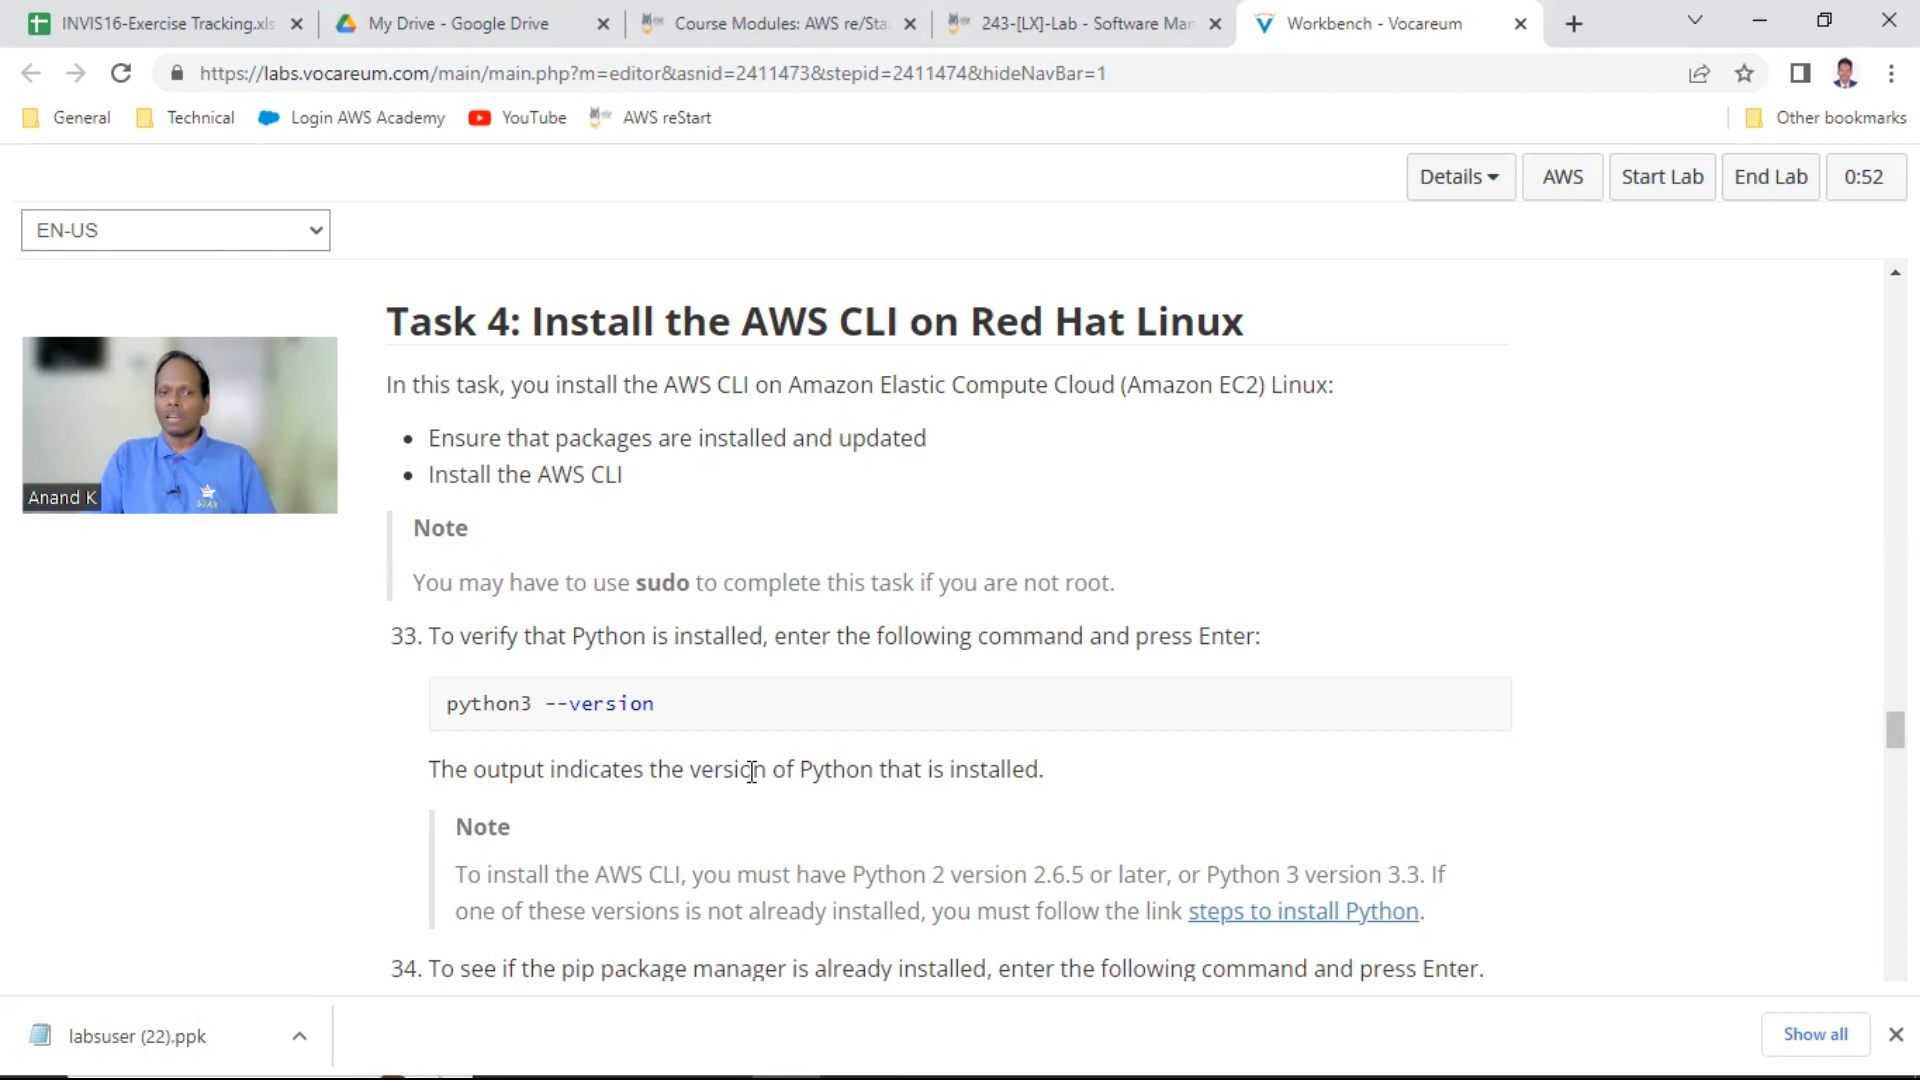 INVIS16-Exercise Tracking.xls
My Drive - Google Drive
Course Modules: AWS re/Sta
243-[LX]-Lab - Software Man
Workbench - Vocareum
https://labs.vocareum.com/main/main.php?m=editor&asnid=2411473&stepid=2411474&hideNavBar=1
General
Technical
Login AWS Academy
YouTube
AWS reStart
Other bookmarks
Details
AWS
Start Lab
End Lab
0:52
EN-US
Task 4: Install the AWS CLI on Red Hat Linux
In this task, you install the AWS CLI on Amazon Elastic Compute Cloud (Amazon EC2) Linux:
• Ensure that packages are installed and updated
• Install the AWS CLI
Note
You may have to use sudo to complete this task if you are not root.
STAR
Anand K
33. To verify that Python is installed, enter the following command and press Enter:
python3 --version
The output indicates the version of Python that is installed.
Note
To install the AWS CLI, you must have Python 2 version 2.6.5 or later, or Python 3 version 3.3. If
one of these versions is not already installed, you must follow the link steps to install Python.
34. To see if the pip package manager is already installed, enter the following command and press Enter.
labsuser (22).ppk
Show all